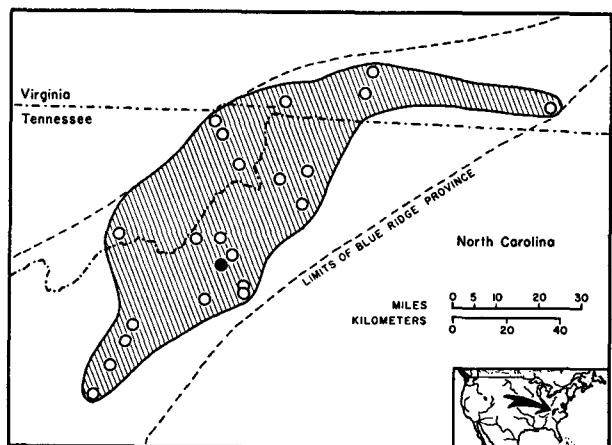 Virginia
Tennessee
LIMITS OF BLUE RIDGE PROVINCE
North Carolina
MILES 0 5 10 20 30
KILOMETERS 0 20 40